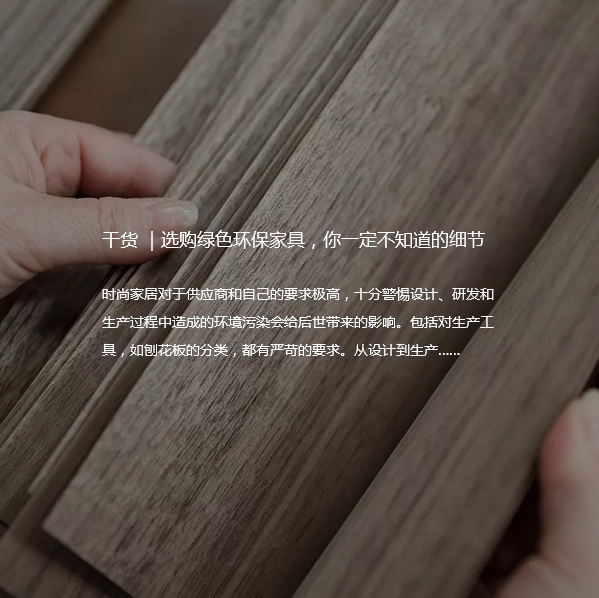 干货 ｜选购绿色环保家具，你一定不知道的细节
时尚家居对于供应商和自己的要求极高，十分警惕设计、研发和
生产过程中造成的环境污染会给后世带来的影响。包括对生产工
具，如刨花板的分类，都有严苛的要求。从设计到生产......